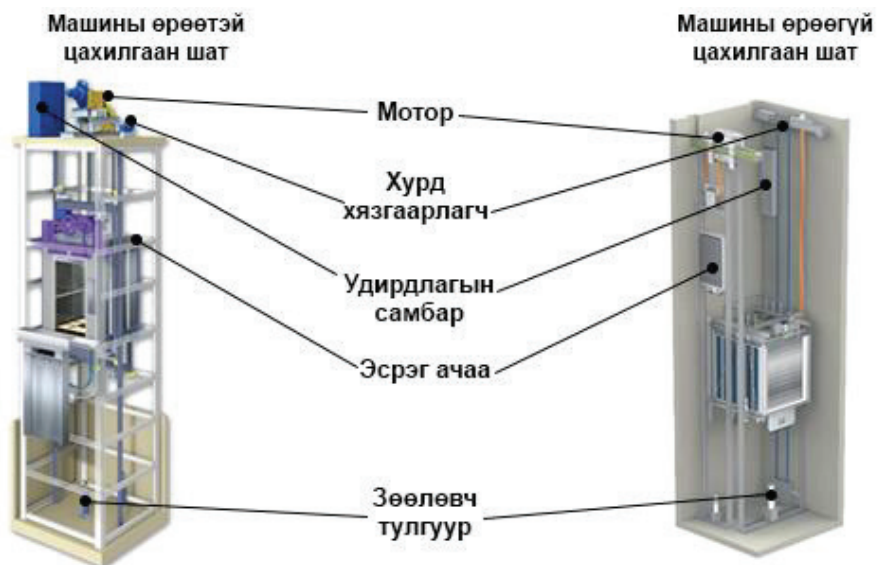 Машины өрөөтэй
цахилгаан шат
Машины өрөөгүй
цахилгаан шат
Мотор
Хурд
хязгаарлагч
Удирдлагын
самбар
Эсрэг ачаа
Зөөлөвч
тулгуур